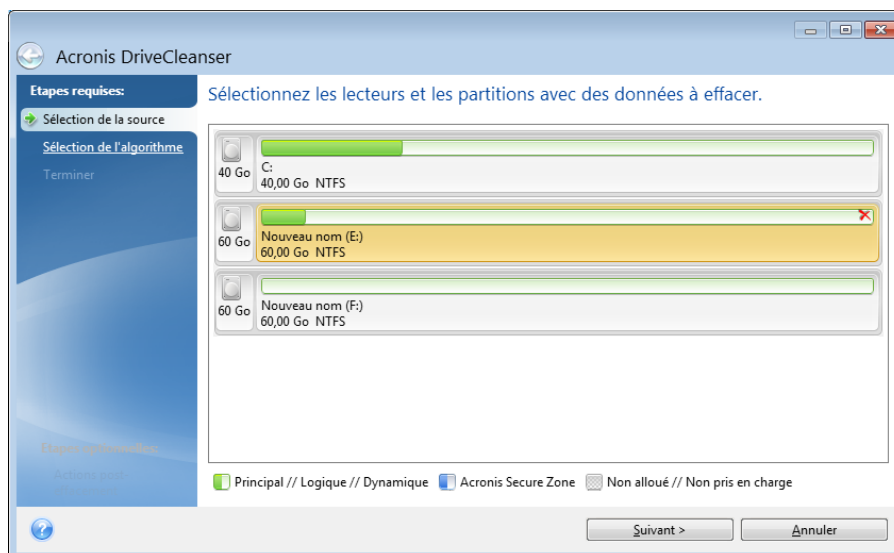 Acronis DriveCleanser
Etapes requises:
Sélection de la source
Sélection de l'algorithme
Terminer
Sélectionnez les lecteurs et les partitions avec des données à effacer.
40 Go
C:
40,00 Go NTFS
60 Go
Nouveau nom (E:)
60,00 Go NTFS
60 Go
Nouveau nom (F:)
60,00 Go NTFS
Principal // Logique // Dynamique
Acronis Secure Zone
Non alloué // Non pris en charge
Actions post-
Suivant >
Annuler